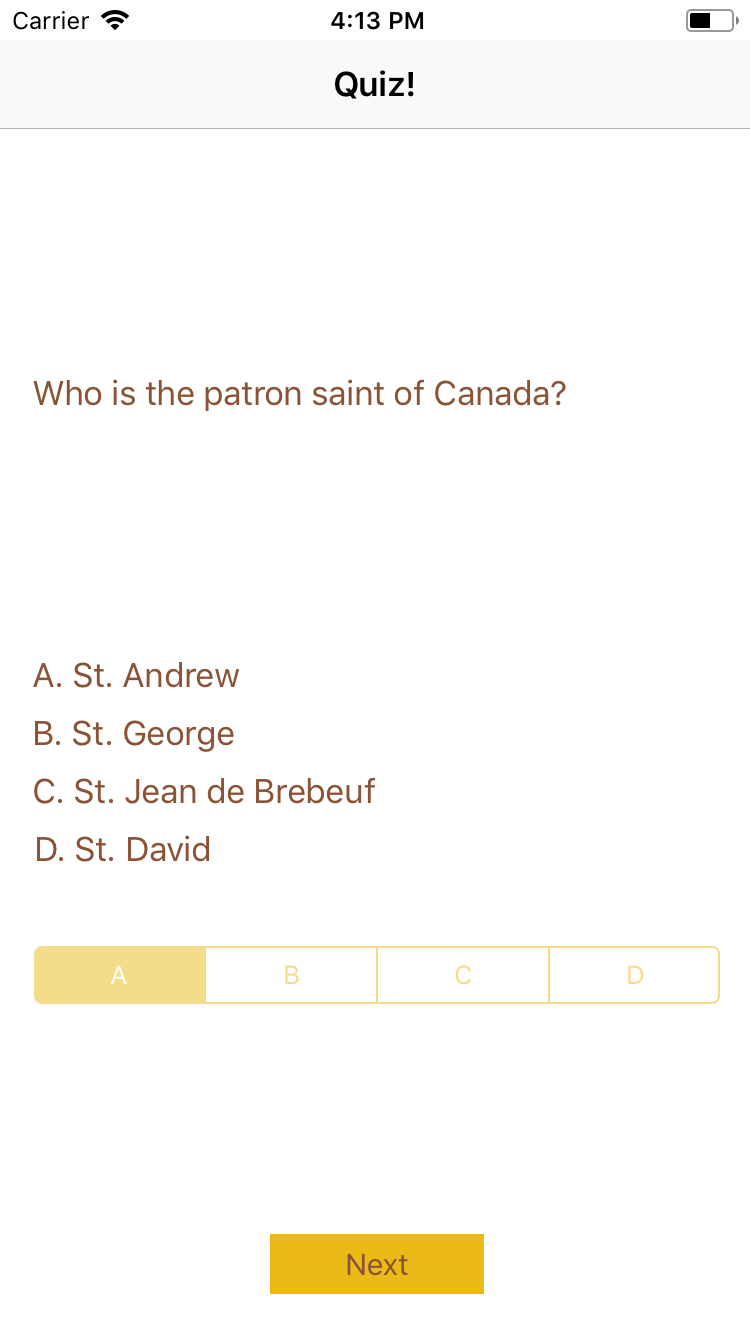 Carrier 4:13 PM
Quiz!
Who is the patron saint of Canada?
A. St. Andrew
B. St. George
C. St. Jean de Brebeuf
D. St. David
A B C D
Next